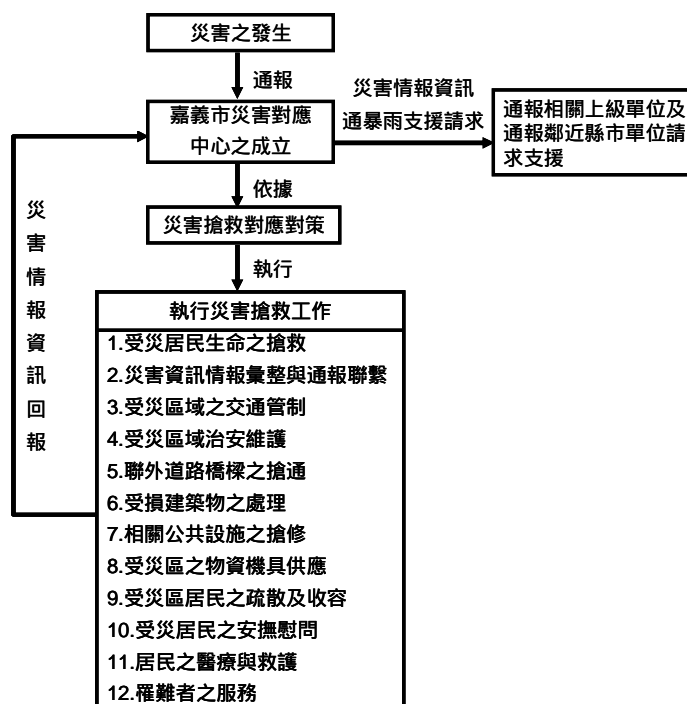 災害之發生
通報
嘉義市災害對應
中心之成立
災害情報資訊
通暴雨支援請求
通報相關上級單位及
通報鄰近縣市單位請
求支援
依據
災害搶救對應對策
執行
災害情報資訊回報
執行災害搶救工作
1.受災居民生命之搶救
2.災害資訊情報彙整與通報聯繫
3.受災區域之交通管制
4.受災區域治安維護
5.聯外道路橋樑之搶通
6.受損建築物之處理
7.相關公共設施之搶修
8.受災區之物資機具供應
9.受災區居民之疏散及收容
10.受災居民之安撫慰問
11.居民之醫療與救護
12.罹難者之服務